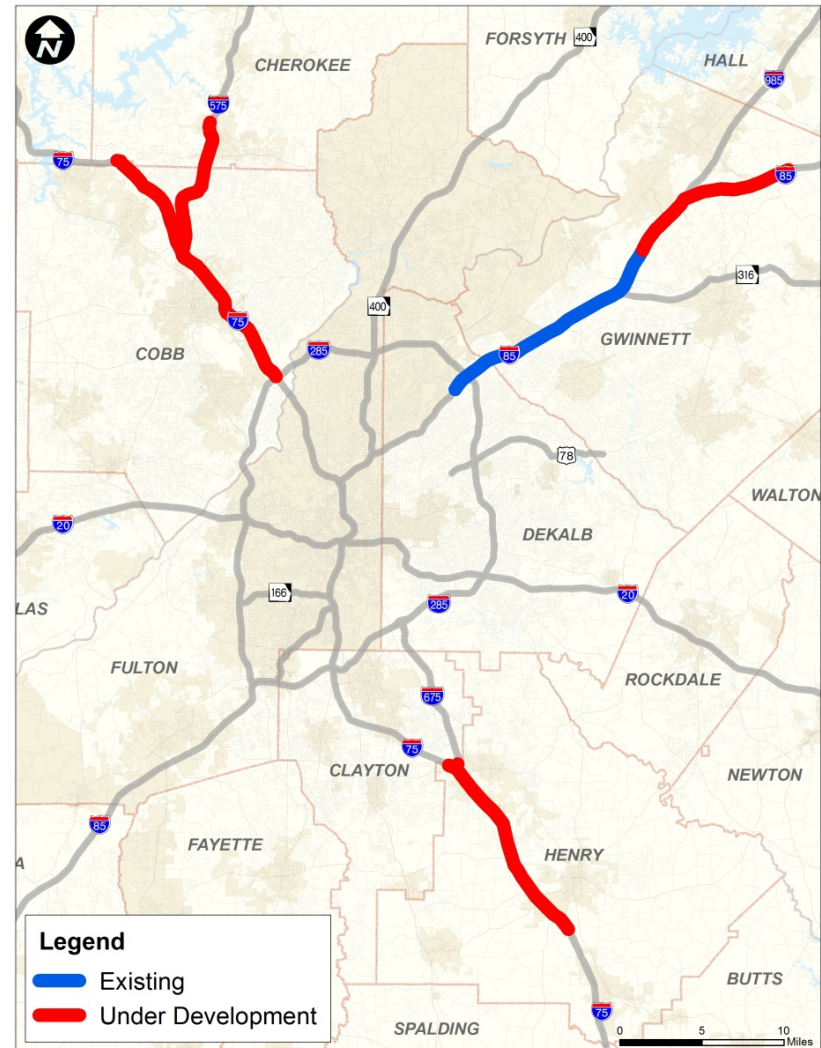 N
CHEROKEE
FORSYTH
400
HALL
985
575
75
85
316
400
75
COBB
285
85
GWINNETT
78
WALTON
20
DEKALB
166
285
20
LAS
FULTON
ROCKDALE
675
75
CLAYTON
NEWTON
85
FAYETTE
HENRY
A
Legend
Existing
Under Development
BUTTS
75
SPALDING
0 5 10
Miles